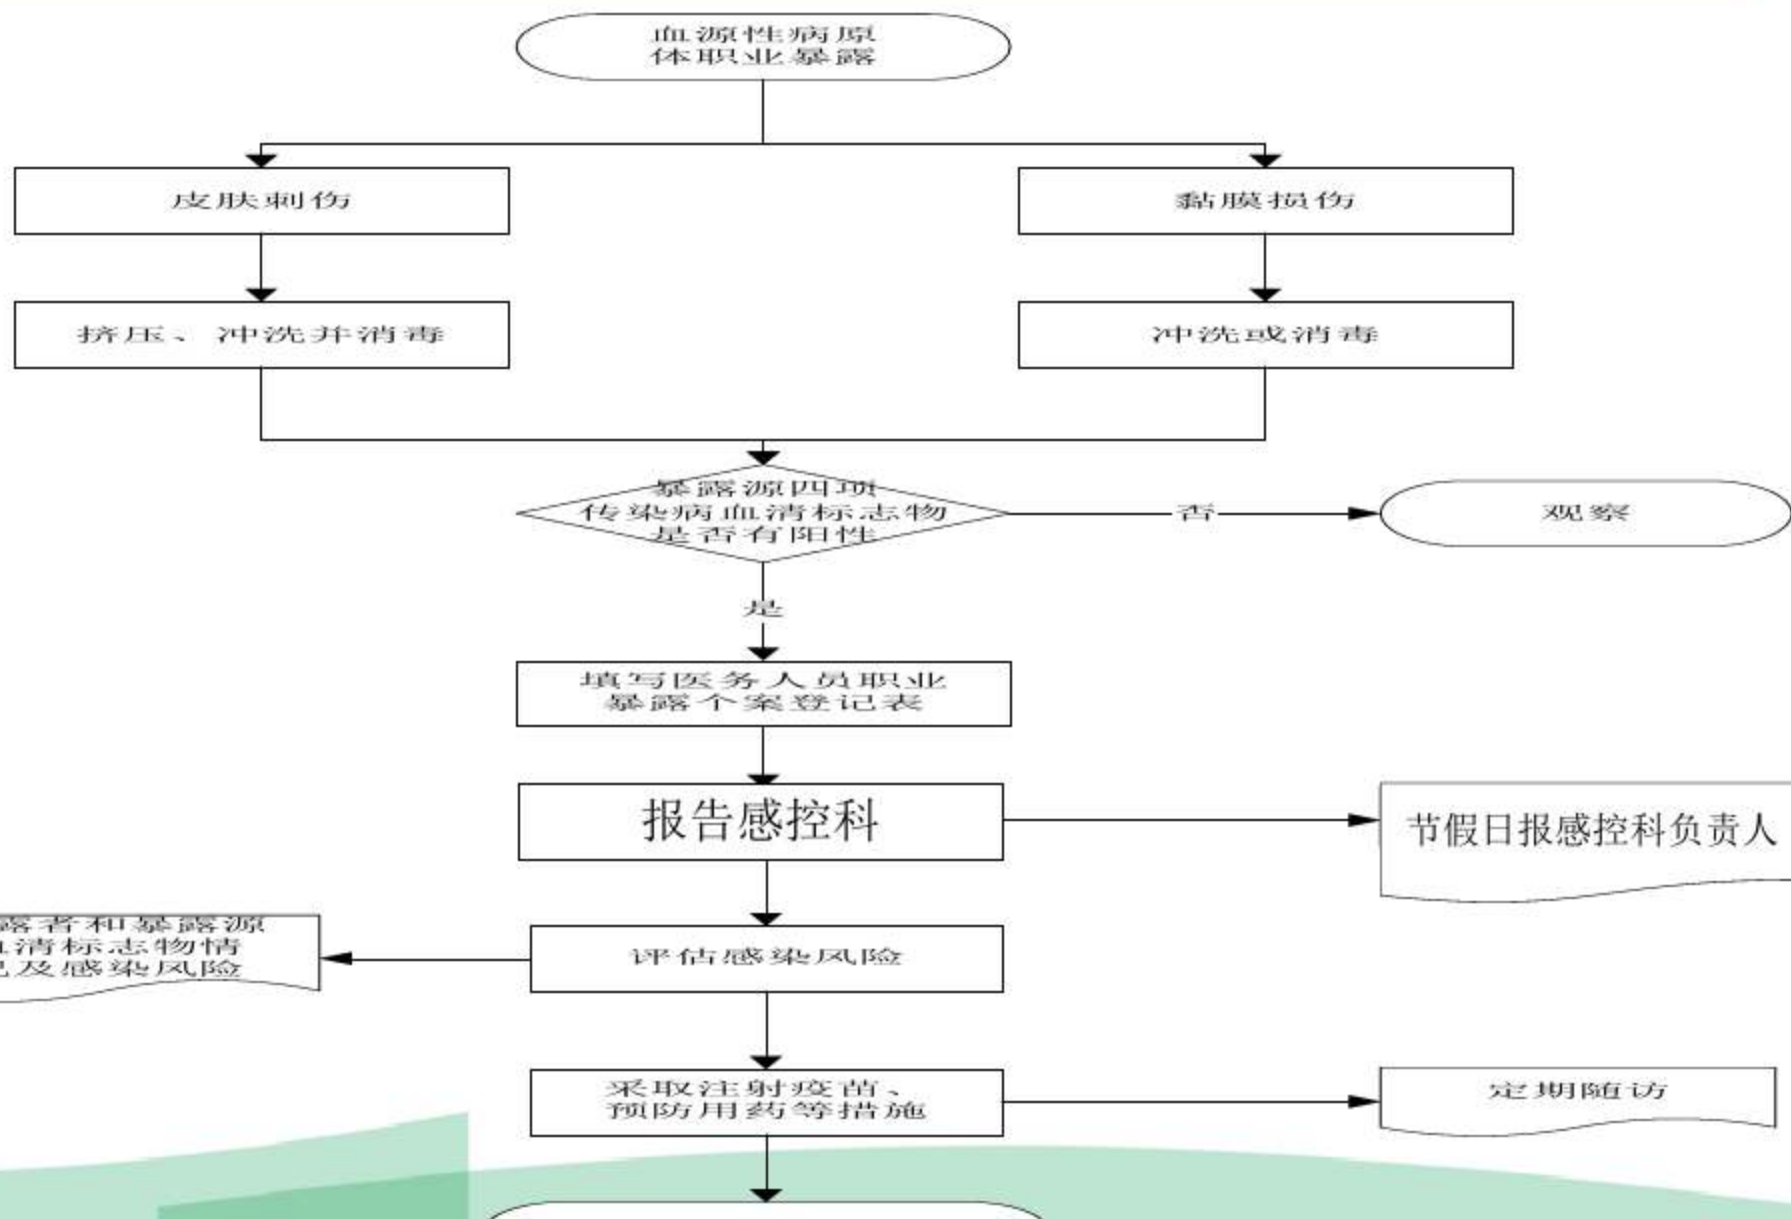 血源性病原
体职业暴露
皮肤刺伤
黏膜损伤
挤压、冲洗并消毒
冲洗或消毒
暴露源四项
传染病血清标志物
是否有阳性
否
观察
是
填写医务人员职业
暴露个案登记表
报告感控科
节假日报感控科负责人
露者和暴露源
清标志物情
及感染风险
评估感染风险
采取注射疫苗、
预防用药等措施
定期随访